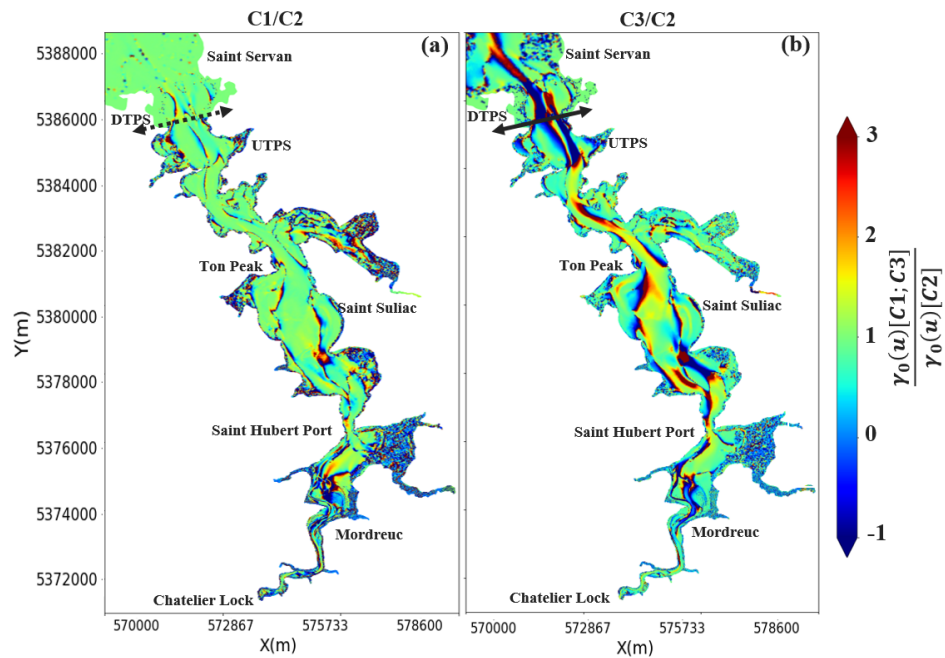 C1/C2
C3/C2
(a)
(b)
Saint Servan
Saint Servan
DTPS
DTPS
UTPS
UTPS
Ton Peak
Ton Peak
Saint Suliac
Saint Suliac
Saint Hubert Port
Saint Hubert Port
Mordreuc
Mordreuc
Chatelier Lock
Chatelier Lock
5388000
5386000
5384000
5382000
5380000
5378000
5376000
5374000
5372000
Y(m)
570000 572867 575733 578600
570000 572867 575733 578600
X(m)
X(m)
3
2
1
0
-1
γ₀(u)[C1; C3]
γ₀(u)[C2]